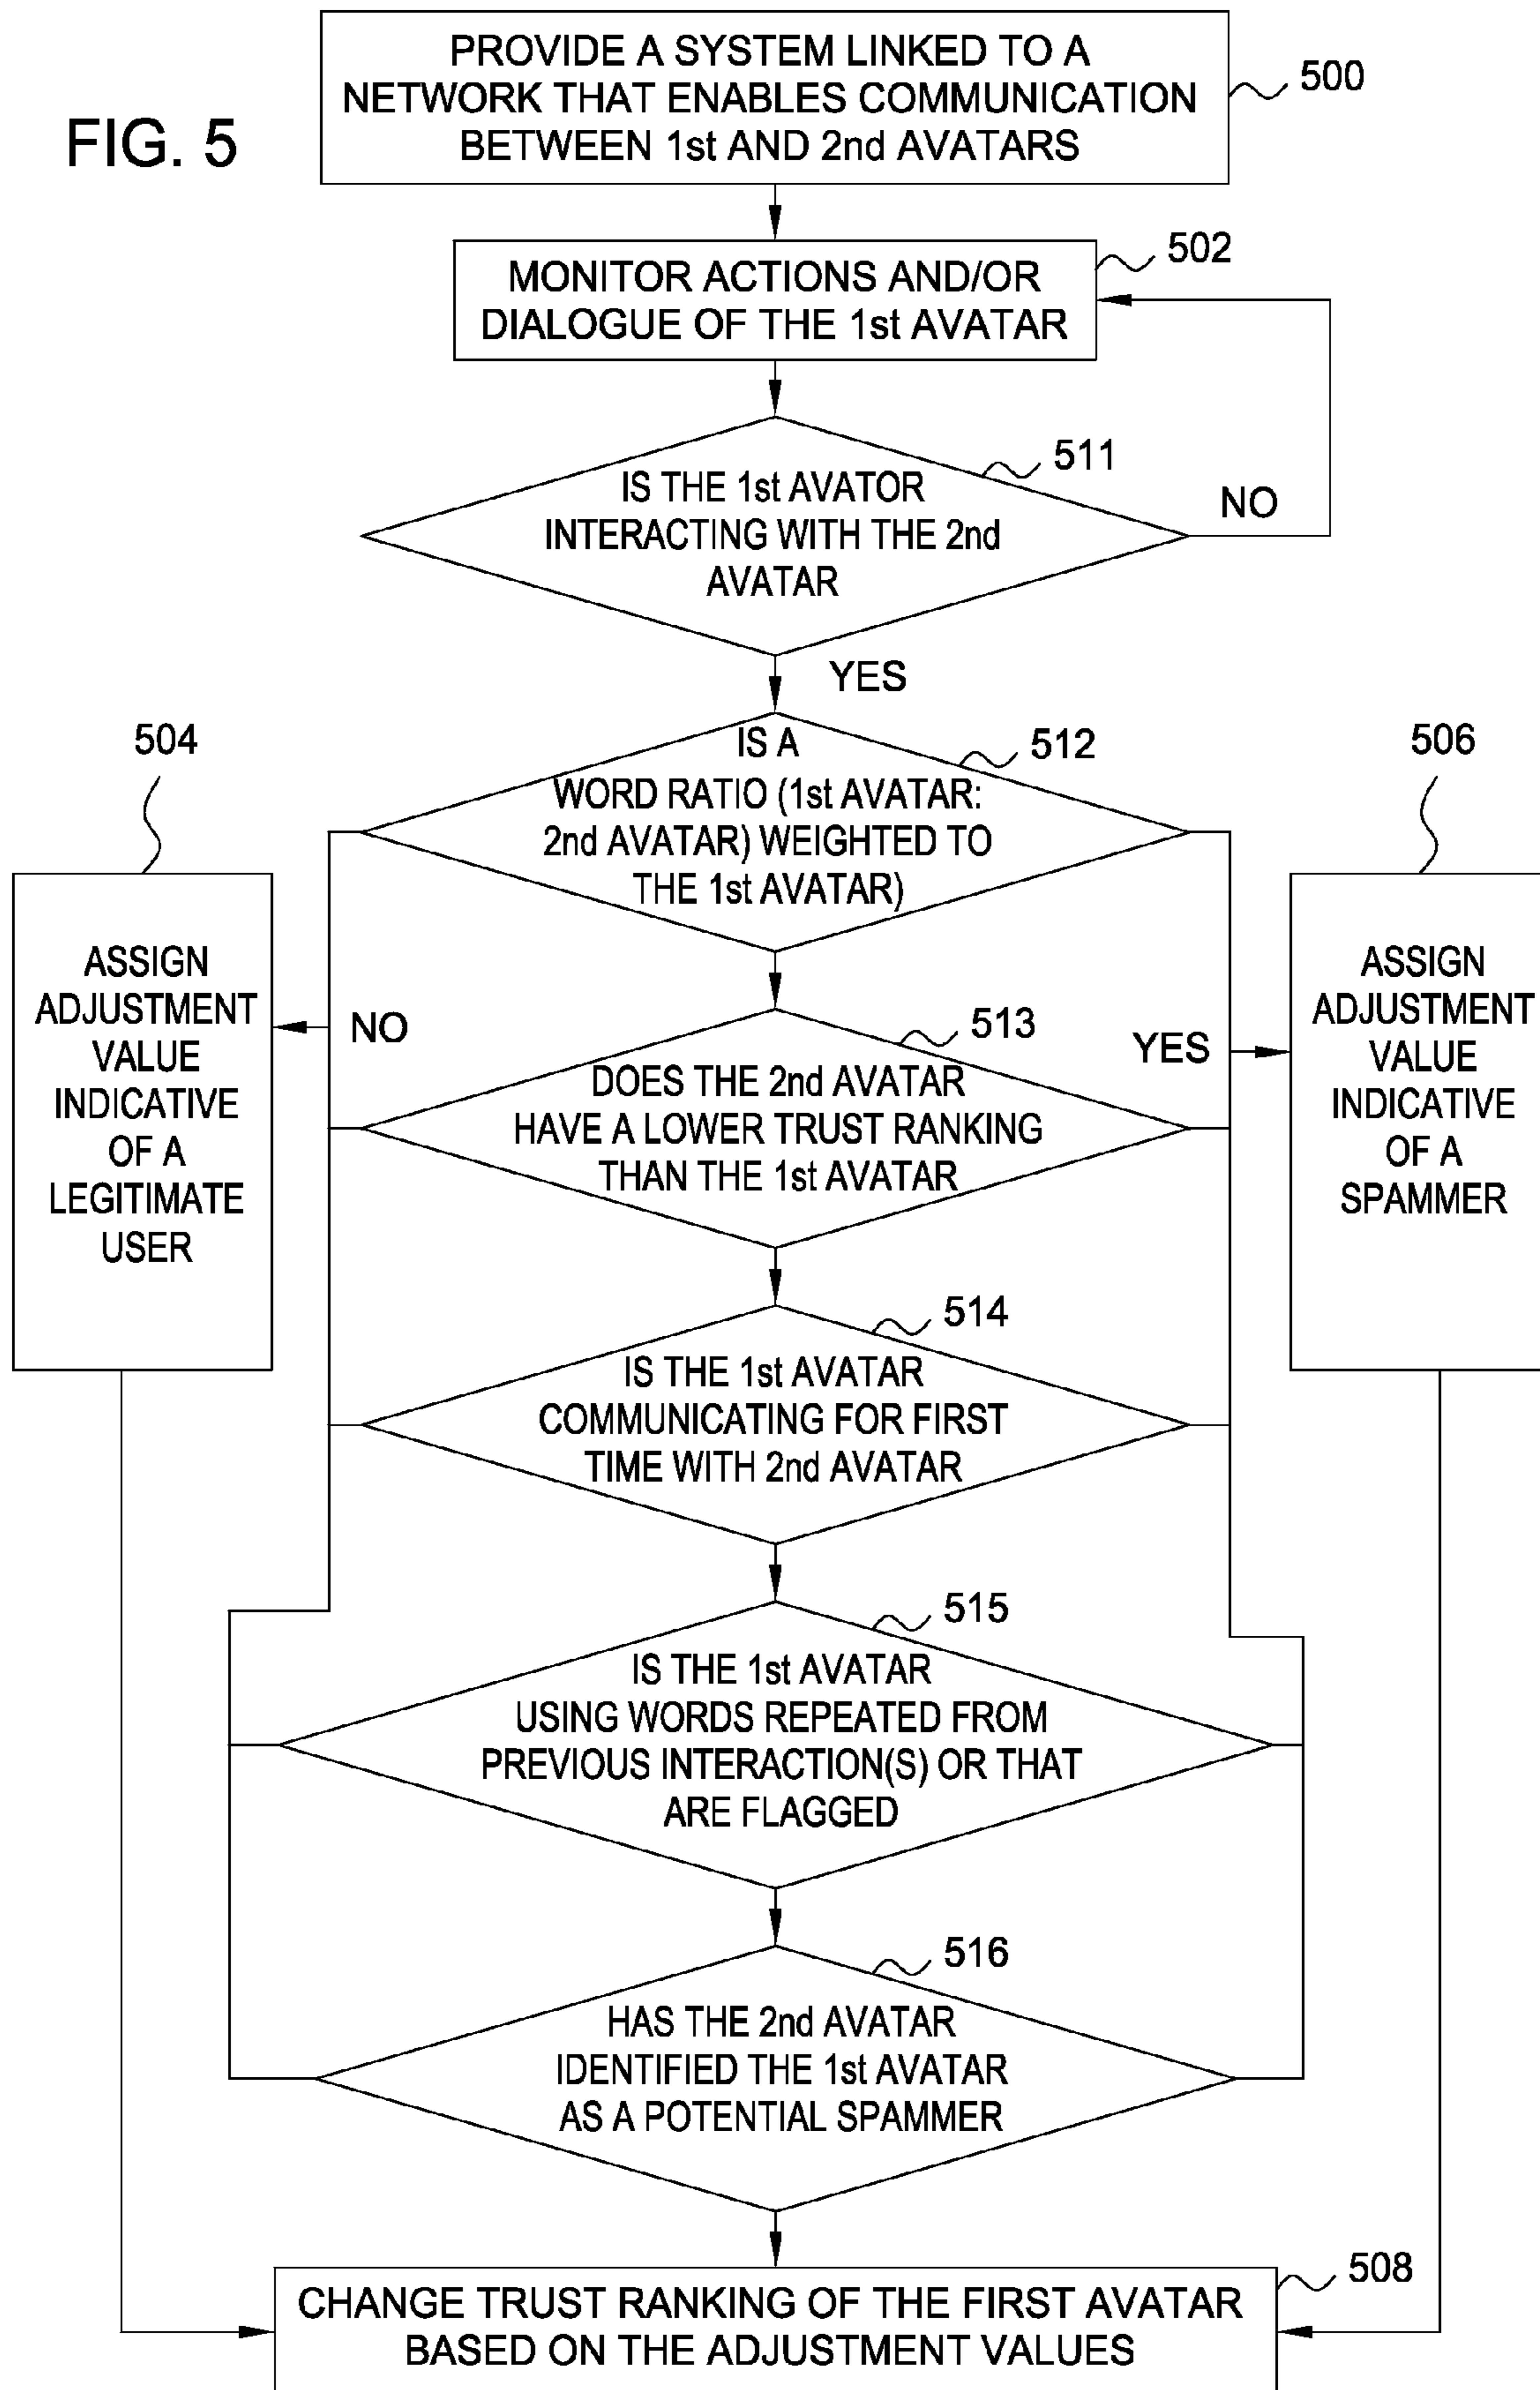 FIG. 5
PROVIDE A SYSTEM LINKED TO A
NETWORK THAT ENABLES COMMUNICATION
BETWEEN 1st AND 2nd AVATARS
500
MONITOR ACTIONS AND/OR
DIALOGUE OF THE 1st AVATAR
502
IS THE 1st AVATOR
INTERACTING WITH THE 2nd
AVATAR
511
NO
YES
IS A
WORD RATIO (1st AVATAR:
2nd AVATAR) WEIGHTED TO
THE 1st AVATAR)
512
504
ASSIGN
ADJUSTMENT
VALUE
INDICATIVE
OF A
LEGITIMATE
USER
NO
506
ASSIGN
ADJUSTMENT
VALUE
INDICATIVE
OF A
SPAMMER
YES
DOES THE 2nd AVATAR
HAVE A LOWER TRUST RANKING
THAN THE 1st AVATAR
513
IS THE 1st AVATAR
COMMUNICATING FOR FIRST
TIME WITH 2nd AVATAR
514
IS THE 1st AVATAR
USING WORDS REPEATED FROM
PREVIOUS INTERACTION(S) OR THAT
ARE FLAGGED
515
HAS THE 2nd AVATAR
IDENTIFIED THE 1st AVATAR
AS A POTENTIAL SPAMMER
516
CHANGE TRUST RANKING OF THE FIRST AVATAR
BASED ON THE ADJUSTMENT VALUES
508